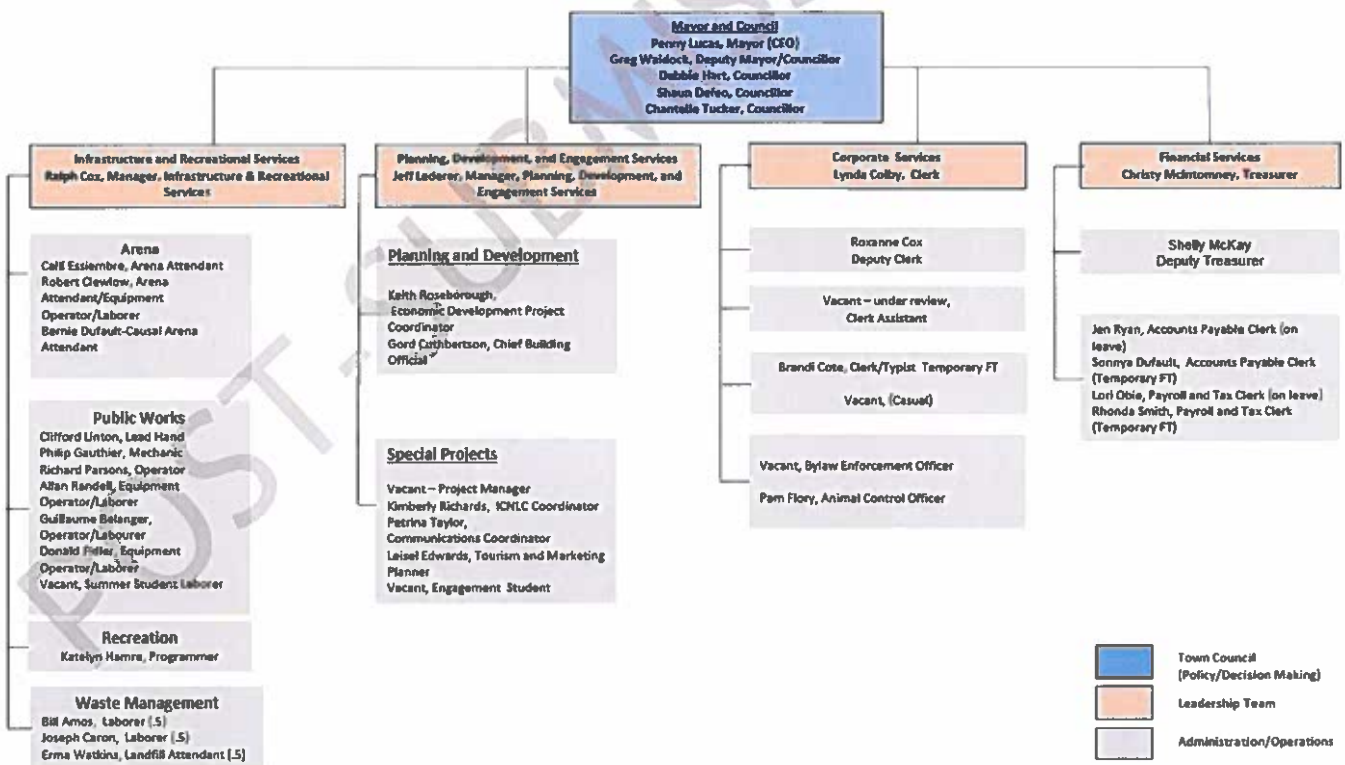 Mayor and Council
Penny Lucas, Mayor (CEO)
Greg Waldock, Deputy Mayor/Councillor
Debbie Hart, Councillor
Shaun Defeo, Councillor
Chantelle Tucker, Councillor
Infrastructure and Recreational Services
Ralph Cox, Manager, Infrastructure & Recreational
Services
Planning, Development, and Engagement Services
Jeff Lederer, Manager, Planning, Development, and
Engagement Services
Corporate Services
Lynda Colby, Clerk
Financial Services
Christy McIntomney, Treasurer
Arena
Calli Essiembre, Arena Attendant
Robert Clewlow, Arena
Attendant/Equipment
Operator/Laborer
Bernie Dufault-Causal Arena
Attendant
Public Works
Clifford Linton, Lead Hand
Philip Gauthier, Mechanic
Richard Parsons, Operator
Allan Randell, Equipment
Operator/Laborer
Guillaume Belanger,
Operator/Labourer
Donald Fidler, Equipment
Operator/Laborer
Vacant, Summer Student Laborer
Recreation
Katelyn Hamre, Programmer
Waste Management
Bill Amos, Laborer (.5)
Joseph Caron, Laborer (.5)
Erma Watkins, Landfill Attendant (.5)
Planning and Development
Keith Roseborough,
Economic Development Project
Coordinator
Gord Cuthbertson, Chief Building
Official
Special Projects
Vacant – Project Manager
Kimberly Richards, ICNLC Coordinator
Petrina Taylor,
Communications Coordinator
Leisel Edwards, Tourism and Marketing
Planner
Vacant, Engagement Student
Roxanne Cox
Deputy Clerk
Vacant – under review,
Clerk Assistant
Brandi Cote, Clerk/Typist Temporary FT
Vacant, (Casual)
Vacant, Bylaw Enforcement Officer
Pam Flory, Animal Control Officer
Shelly McKay
Deputy Treasurer
Jen Ryan, Accounts Payable Clerk (on
leave)
Sonnya Dufault, Accounts Payable Clerk
(Temporary FT)
Lori Obie, Payroll and Tax Clerk (on leave)
Rhonda Smith, Payroll and Tax Clerk
(Temporary FT)
Town Council
(Policy/Decision Making)
Leadership Team
Administration/Operations